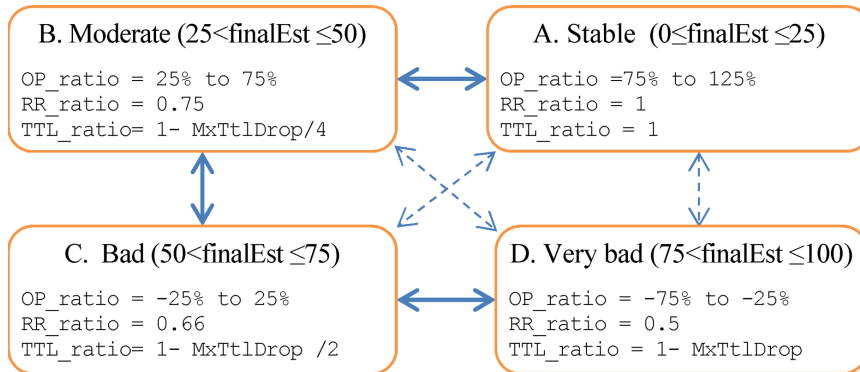 B. Moderate (25<finalEst ≤50)
OP_ratio = 25% to 75%
RR_ratio = 0.75
TTL_ratio= 1- MxTtlDrop/4
A. Stable (0≤finalEst ≤25)
OP_ratio =75% to 125%
RR_ratio = 1
TTL_ratio = 1
C. Bad (50<finalEst ≤75)
OP_ratio = -25% to 25%
RR_ratio = 0.66
TTL_ratio= 1- MxTtlDrop /2
D. Very bad (75<finalEst ≤100)
OP_ratio = -75% to -25%
RR_ratio = 0.5
TTL_ratio = 1- MxTtlDrop